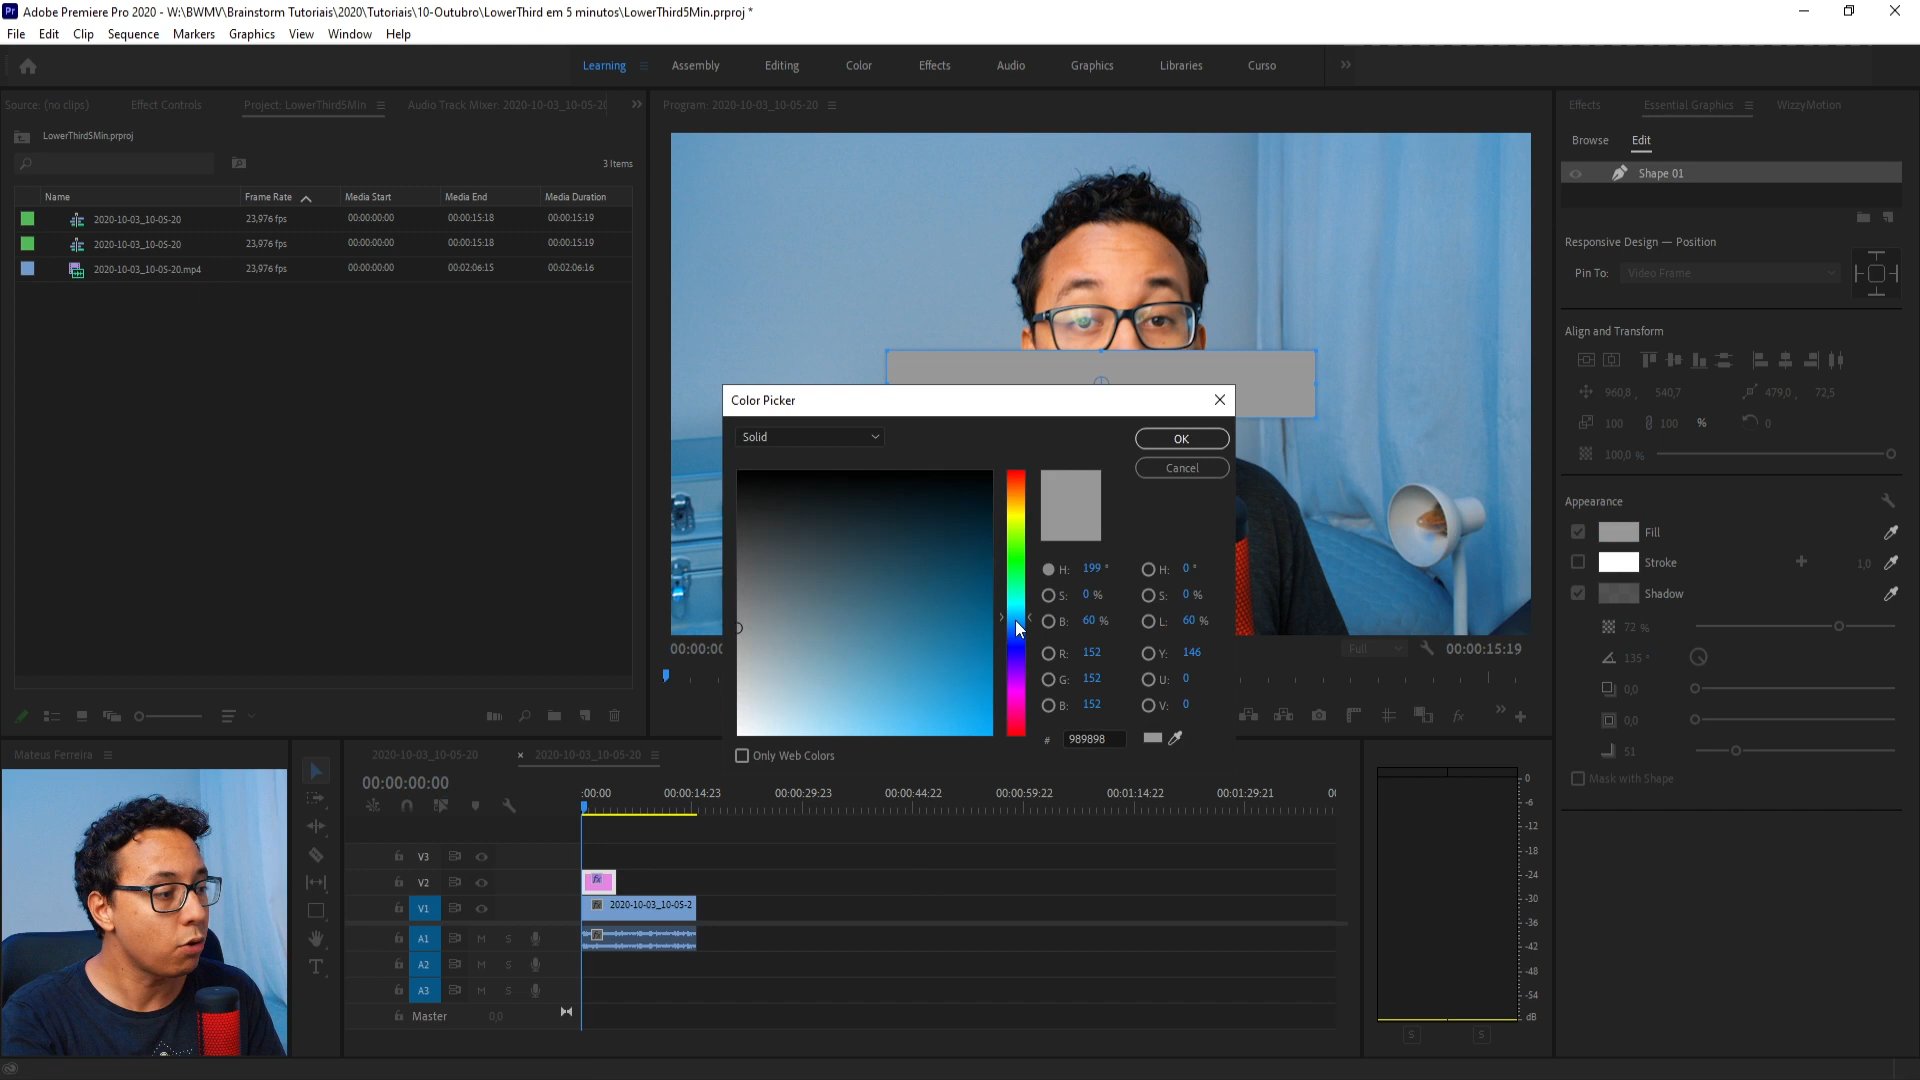 Pr Adobe Premiere Pro 2020 - W:\BWMV\Brainstorm Tutoriais\2020\Tutoriais\10-Outubro\LowerThird em 5 minutos\LowerThird5Min.prproj *
File Edit Clip Sequence Markers Graphics View Window Help
Learning Assembly Editing Color Effects Audio Graphics Libraries Curso
Source: (no clips) Effect Controls Project: LowerThird5Min Audio Track Mixer: 2020-10-03_10-05-20
Program: 2020-10-03_10-05-20
Effects Essential Graphics WizzyMotion
LowerThird5Min.prproj
Browse Edit
3 Items
Shape 01
Name Frame Rate Media Start Media End Media Duration
2020-10-03_10-05-20 23,976 fps 00:00:00:00 00:00:15:18 00:00:15:19
2020-10-03_10-05-20 23,976 fps 00:00:00:00 00:00:15:18 00:00:15:19
2020-10-03_10-05-20.mp4 23,976 fps 00:00:00:00 00:02:06:15 00:02:06:16
Responsive Design — Position
Pin To: Video Frame
Align and Transform
960,8 , 540,7 479,0 , 72,5
100 100 % 0
100,0 %
Appearance
Fill
Stroke 1,0
Shadow
72 %
135 °
0,0
0,0
51
Mask with Shape
Color Picker
Solid
OK
Cancel
H: 199 ° H: 0 °
S: 0 % S: 0 %
B: 60 % L: 60 %
R: 152 Y: 146
G: 152 U: 0
B: 152 V: 0
# 989898
Only Web Colors
00:00:00
Full 00:00:15:19
fx
Mateus Ferreira
2020-10-03_10-05-20 × 2020-10-03_10-05-20
00:00:00:00
:00:00 00:00:14:23 00:00:29:23 00:00:44:22 00:00:59:22 00:01:14:22 00:01:29:21 00
V3
V2 fx
V1 fx 2020-10-03_10-05-2
A1 M S fx
A2 M S
A3 M S
Master 0,0
0
-6
-12
-18
-24
-30
-36
-42
-48
-54
dB
S S